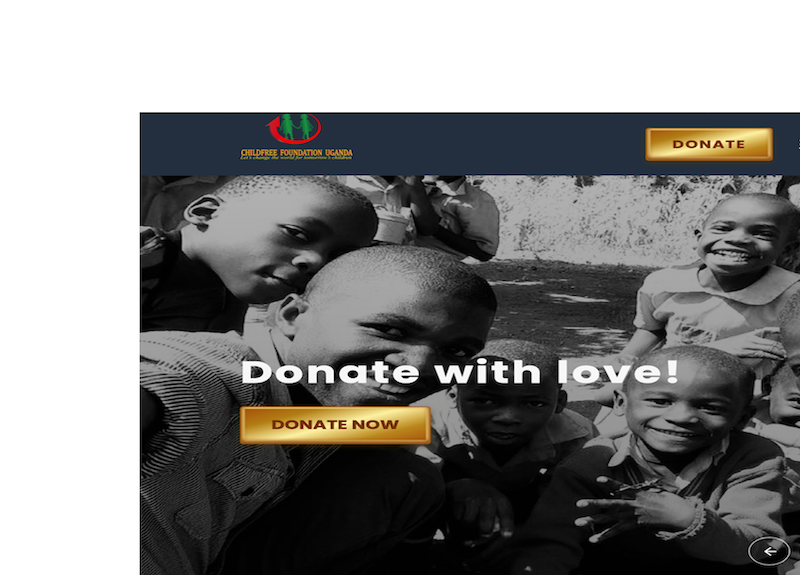 CHILDFREE FOUNDATION UGANDA
Let's change the world for tomorrow's children
DONATE
Donate with love!
DONATE NOW